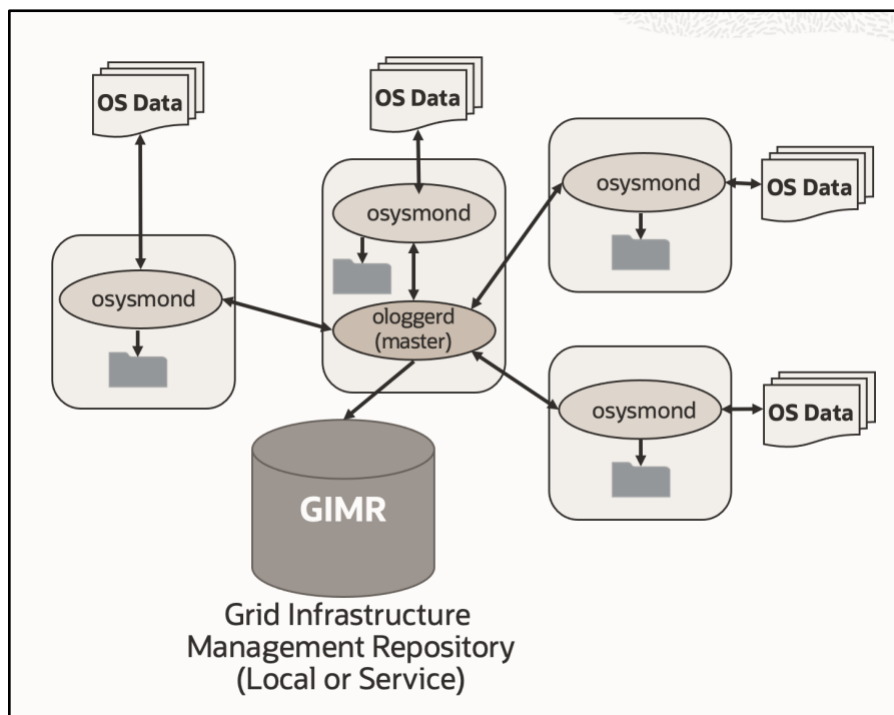 OS Data
OS Data
osysmond
OS Data
osysmond
osysmond
ologgerd
(master)
osysmond
OS Data
GIMR
Grid Infrastructure
Management Repository
(Local or Service)